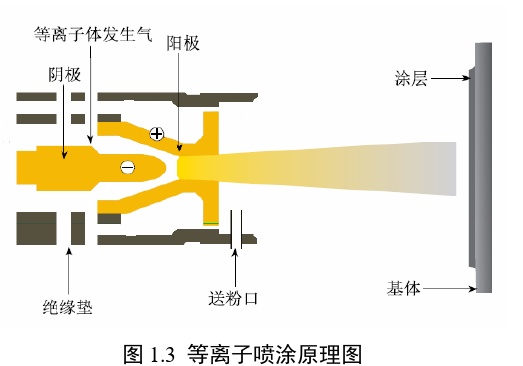 等离子体发生气
阳极
阴极
涂层
绝缘垫
送粉口
基体
图 1.3 等离子喷涂原理图